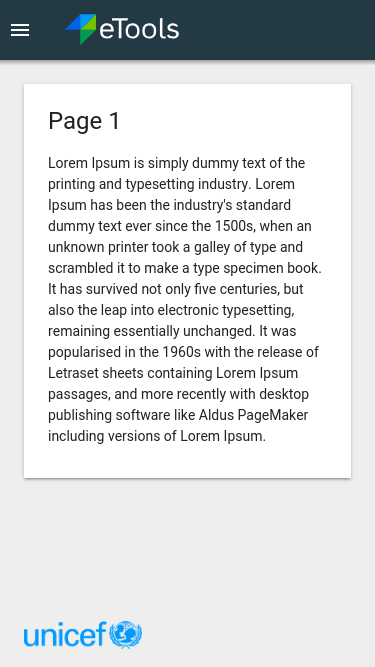 eTools
Page 1
Lorem Ipsum is simply dummy text of the
printing and typesetting industry. Lorem
Ipsum has been the industry's standard
dummy text ever since the 1500s, when an
unknown printer took a galley of type and
scrambled it to make a type specimen book.
It has survived not only five centuries, but
also the leap into electronic typesetting,
remaining essentially unchanged. It was
popularised in the 1960s with the release of
Letraset sheets containing Lorem Ipsum
passages, and more recently with desktop
publishing software like Aldus PageMaker
including versions of Lorem Ipsum.
unicef